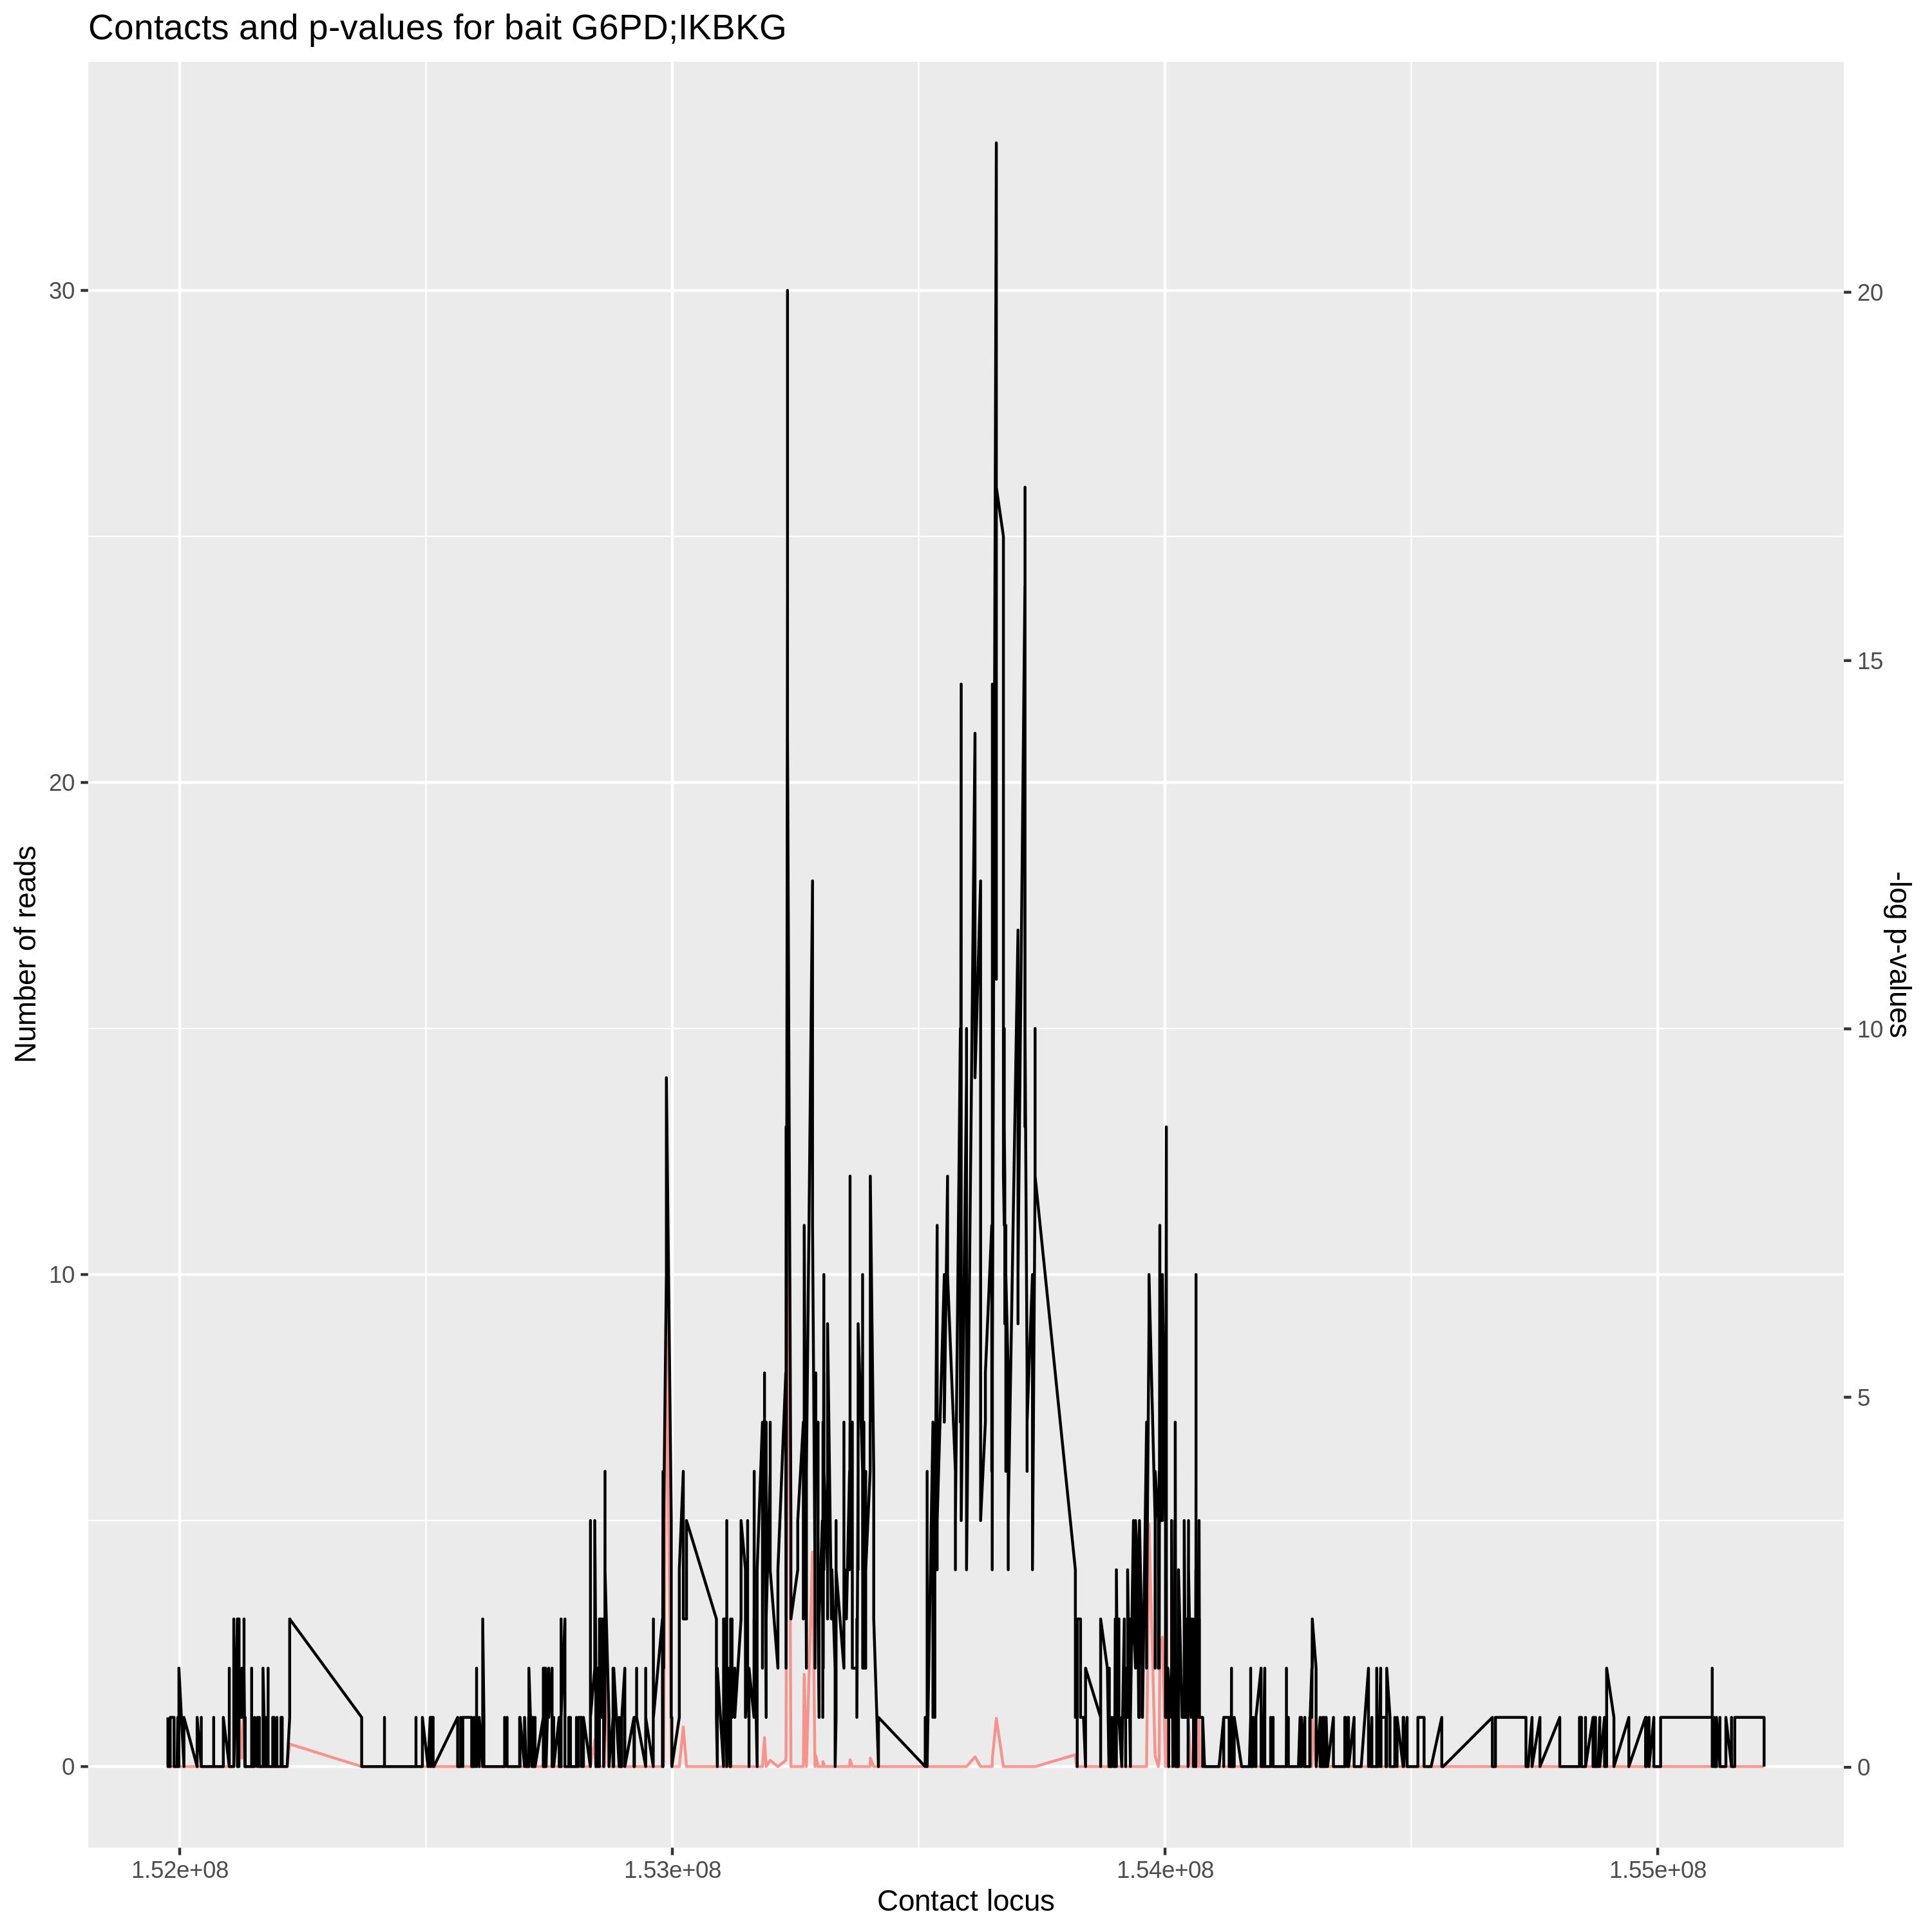 Contacts and p-values for bait G6PD;IKBKG
30
20
10
0
Number of reads
20
15
10
5
0
-log p-values
1.52e+08
1.53e+08
1.54e+08
1.55e+08
Contact locus